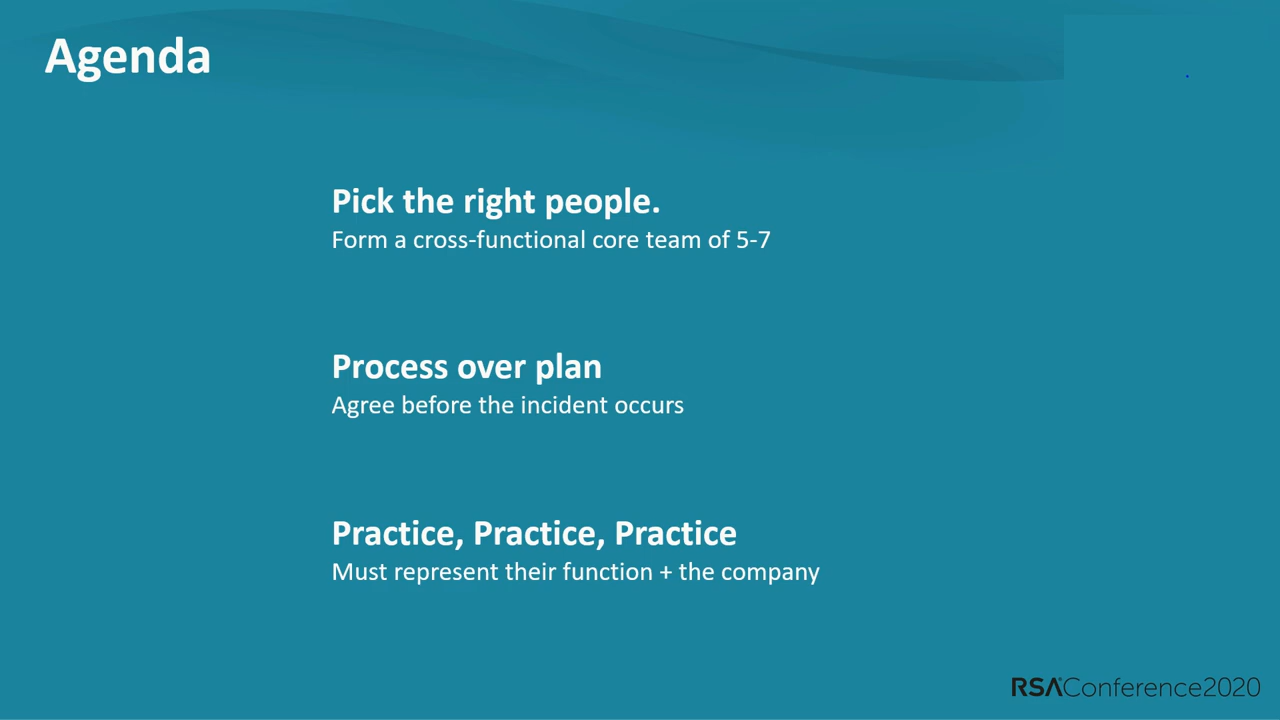 Agenda
Pick the right people.
Form a cross-functional core team of 5-7
Process over plan
Agree before the incident occurs
Practice, Practice, Practice
Must represent their function + the company
RSAConference2020